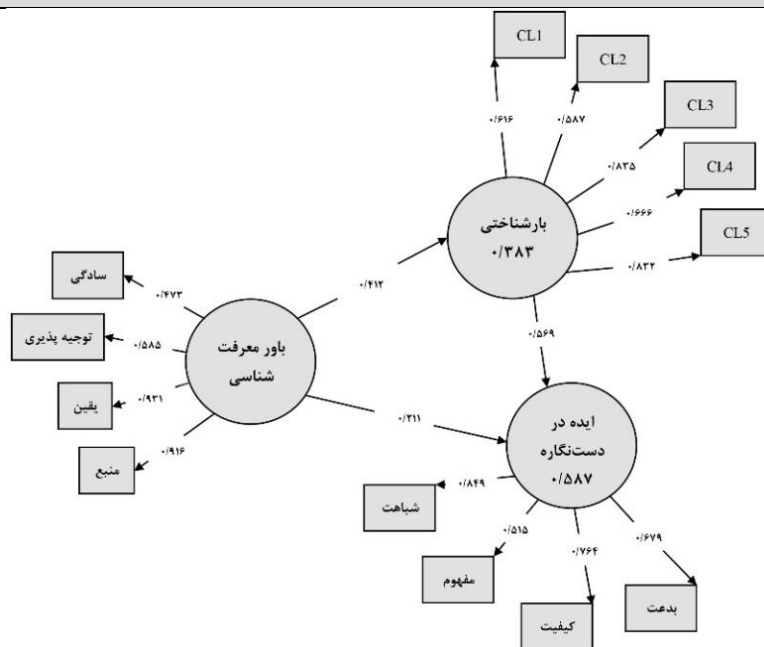 CL1
CL2
CL3
CL4
CL5
۰/۶۱۶
۰/۵۸۷
۰/۸۳۵
۰/۶۶۶
۰/۸۳۲
بارشناختی
۰/۳۸۳
۰/۴۱۲
۰/۵۶۹
سادگی
توجیه پذیری
یقین
منبع
۰/۴۷۳
۰/۵۸۵
۰/۹۳۱
۰/۹۱۶
باور معرفت
شناسی
۰/۲۱۱
ایده در
دست‌نگاره
۰/۵۸۷
۰/۸۴۹
۰/۵۱۵
۰/۷۶۴
۰/۶۷۹
شباهت
مفهوم
کیفیت
بدعت